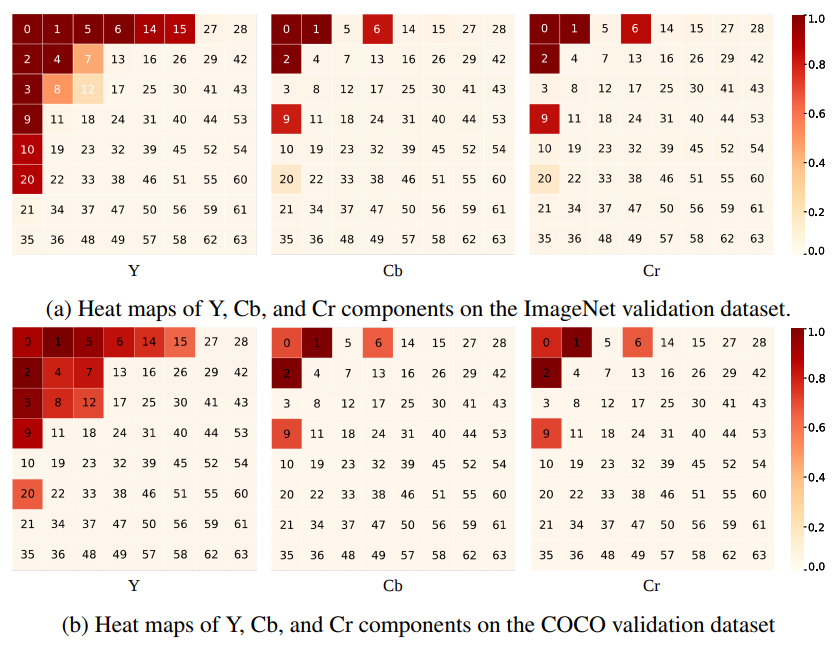 0 1 5 6 14 15 27 28 0 1 5 6 14 15 27 28 0 1 5 6 14 15 27 28 1.0
2 4 7 13 16 26 29 42 2 4 7 13 16 26 29 42 2 4 7 13 16 26 29 42 0.8
3 8 12 17 25 30 41 43 3 8 12 17 25 30 41 43 3 8 12 17 25 30 41 43 0.6
9 11 18 24 31 40 44 53 9 11 18 24 31 40 44 53 9 11 18 24 31 40 44 53
10 19 23 32 39 45 52 54 10 19 23 32 39 45 52 54 10 19 23 32 39 45 52 54 0.4
20 22 33 38 46 51 55 60 20 22 33 38 46 51 55 60 20 22 33 38 46 51 55 60
21 34 37 47 50 56 59 61 21 34 37 47 50 56 59 61 21 34 37 47 50 56 59 61 0.2
35 36 48 49 57 58 62 63 35 36 48 49 57 58 62 63 35 36 48 49 57 58 62 63 0.0
Y Cb Cr
(a) Heat maps of Y, Cb, and Cr components on the ImageNet validation dataset.
0 1 5 6 14 15 27 28 0 1 5 6 14 15 27 28 0 1 5 6 14 15 27 28 1.0
2 4 7 13 16 26 29 42 2 4 7 13 16 26 29 42 2 4 7 13 16 26 29 42 0.8
3 8 12 17 25 30 41 43 3 8 12 17 25 30 41 43 3 8 12 17 25 30 41 43
9 11 18 24 31 40 44 53 9 11 18 24 31 40 44 53 9 11 18 24 31 40 44 53 0.6
10 19 23 32 39 45 52 54 10 19 23 32 39 45 52 54 10 19 23 32 39 45 52 54 0.4
20 22 33 38 46 51 55 60 20 22 33 38 46 51 55 60 20 22 33 38 46 51 55 60
21 34 37 47 50 56 59 61 21 34 37 47 50 56 59 61 21 34 37 47 50 56 59 61 0.2
35 36 48 49 57 58 62 63 35 36 48 49 57 58 62 63 35 36 48 49 57 58 62 63 0.0
Y Cb Cr
(b) Heat maps of Y, Cb, and Cr components on the COCO validation dataset